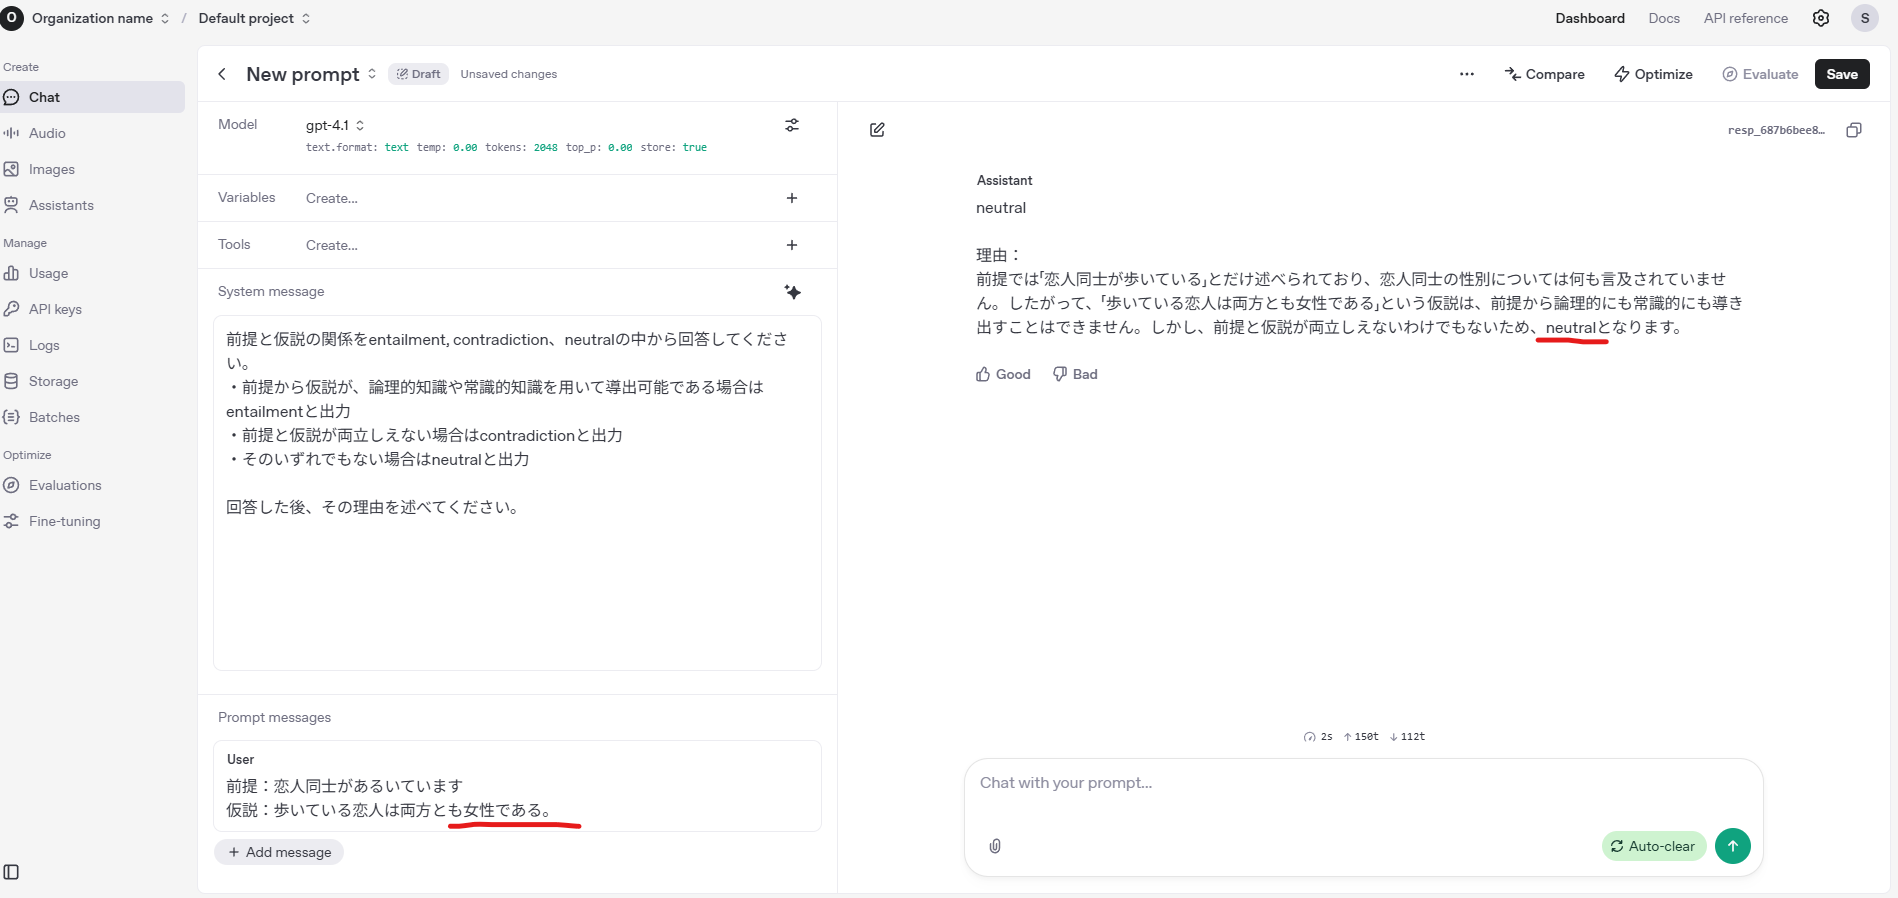 O Organization name / Default project
Dashboard Docs API reference S
Create
Chat
Audio
Images
Assistants
Manage
Usage
API keys
Logs
Storage
Batches
Optimize
Evaluations
Fine-tuning
New prompt Draft Unsaved changes
... Compare Optimize Evaluate Save
Model gpt-4.1
text.format: text temp: 0.00 tokens: 2048 top_p: 0.00 store: true
Variables Create... +
Tools Create... +
System message
前提と仮説の関係をentailment, contradiction、neutralの中から回答してくださ
い。
・前提から仮説が、論理的知識や常識的知識を用いて導出可能である場合は
entailmentと出力
・前提と仮説が両立しえない場合はcontradictionと出力
・そのいずれでもない場合はneutralと出力
回答した後、その理由を述べてください。
Prompt messages
User
前提：恋人同士があるいています
仮説：歩いている恋人は両方とも女性である。
+ Add message
resp_687b6bee8...
Assistant
neutral
理由：
前提では「恋人同士が歩いている」とだけ述べられており、恋人同士の性別については何も言及されていませ
ん。したがって、「歩いている恋人は両方とも女性である」という仮説は、前提から論理的にも常識的にも導き
出すことはできません。しかし、前提と仮説が両立しえないわけでもないため、neutralとなります。
Good Bad
2s ↑150t ↓112t
Chat with your prompt...
Auto-clear